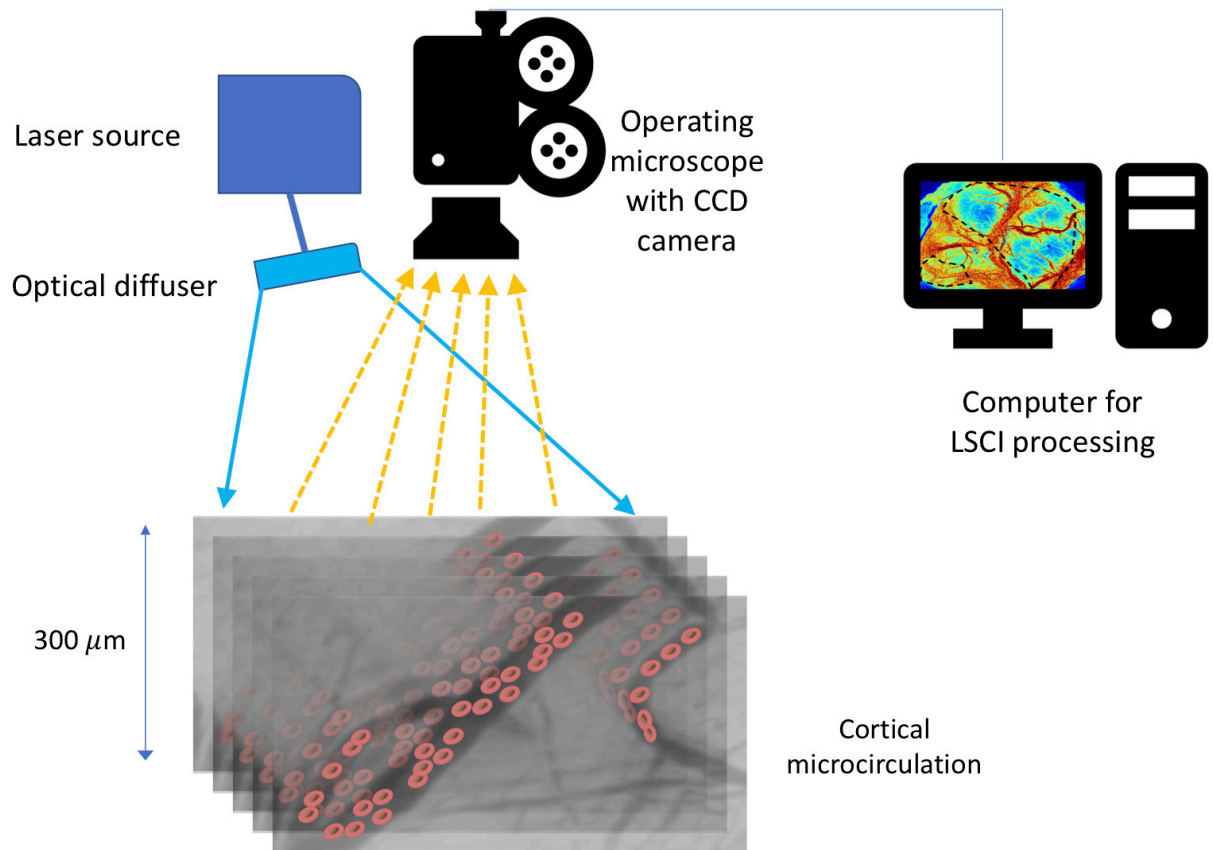 Laser source
Optical diffuser
Operating
microscope
with CCD
camera
Computer for
LSCI processing
300 𝜇m
Cortical
microcirculation